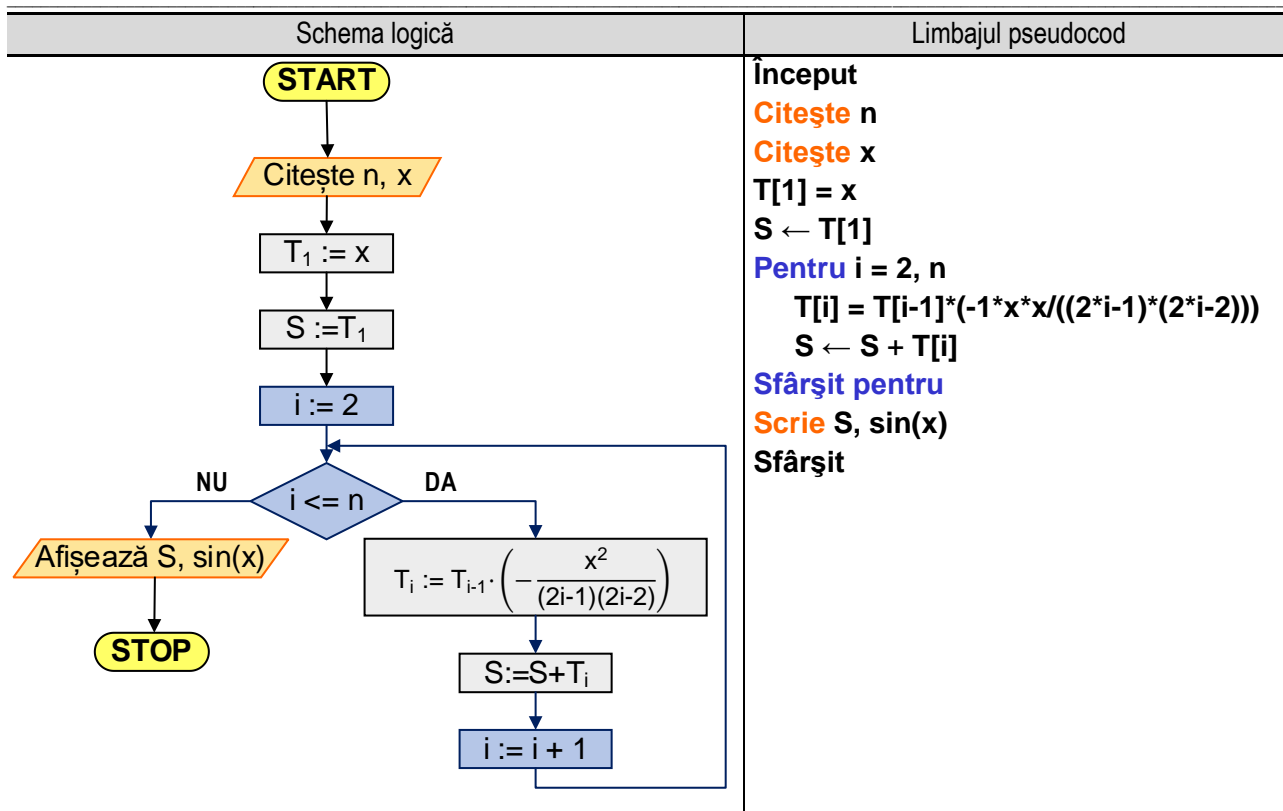 Schema logică
Limbajul pseudocod
START
Citește n, x
T₁ := x
S :=T₁
i := 2
i <= n
NU
DA
Afișează S, sin(x)
STOP
Tᵢ := Tᵢ₋₁·(−x²/((2i-1)(2i-2)))
S:=S+Tᵢ
i := i + 1
Început
Citeşte n
Citeşte x
T[1] = x
S ← T[1]
Pentru i = 2, n
T[i] = T[i-1]*(-1*x*x/((2*i-1)*(2*i-2)))
S ← S + T[i]
Sfârşit pentru
Scrie S, sin(x)
Sfârşit